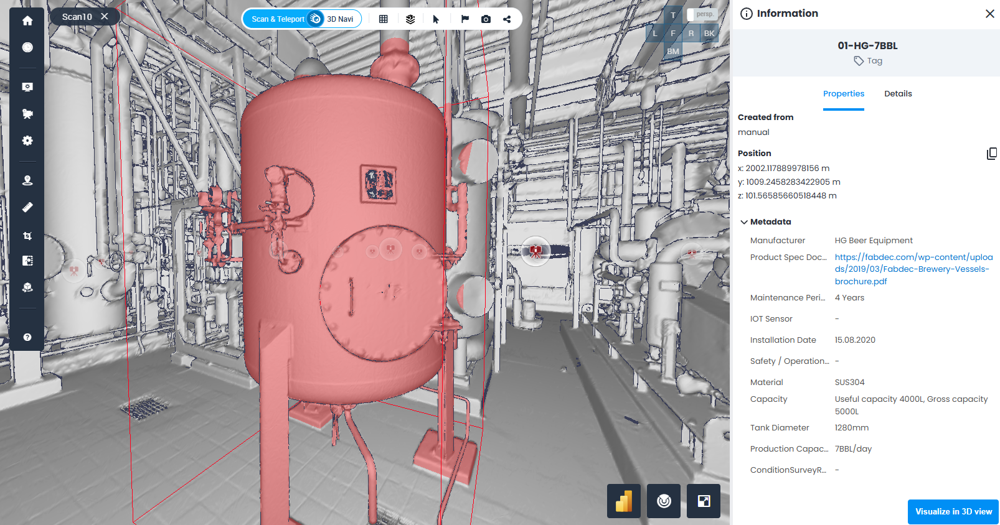 Scan10
Scan & Teleport
3D Navi
T
persp.
L
F
R
BK
BM
Information
01-HG-7BBL
Tag
Properties
Details
Created from
manual
Position
x: 2002.117889978156 m
y: 1009.2458283422905 m
z: 101.56585660518448 m
Metadata
Manufacturer
HG Beer Equipment
Product Spec Doc...
https://fabdec.com/wp-content/uploa
ds/2019/03/Fabdec-Brewery-Vessels-
brochure.pdf
Maintenance Peri...
4 Years
IOT Sensor
-
Installation Date
15.08.2020
Safety / Operation...
-
Material
SUS304
Capacity
Useful capacity 4000L, Gross capacity
5000L
Tank Diameter
1280mm
Production Capac...
7BBL/day
ConditionSurveyR...
-
Visualize in 3D view